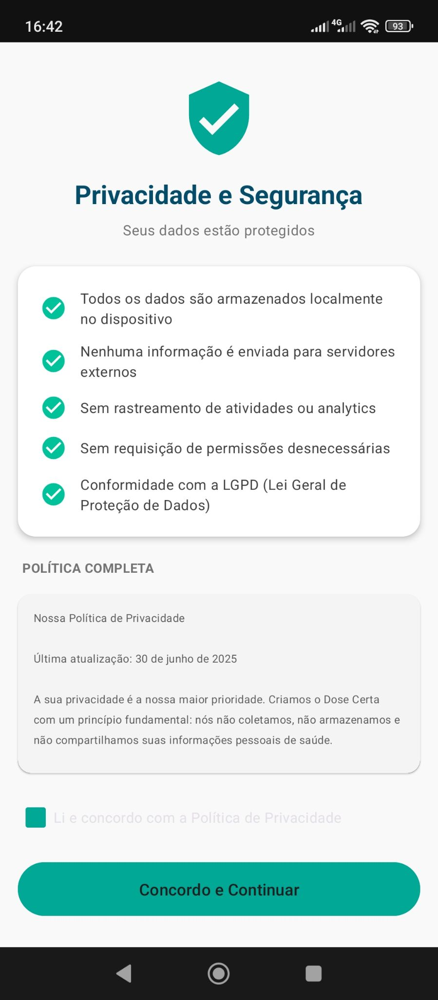 16:42
4G
93
Privacidade e Segurança
Seus dados estão protegidos
Todos os dados são armazenados localmente
no dispositivo
Nenhuma informação é enviada para servidores
externos
Sem rastreamento de atividades ou analytics
Sem requisição de permissões desnecessárias
Conformidade com a LGPD (Lei Geral de
Proteção de Dados)
POLÍTICA COMPLETA
Nossa Política de Privacidade
Última atualização: 30 de junho de 2025
A sua privacidade é a nossa maior prioridade. Criamos o Dose Certa
com um princípio fundamental: nós não coletamos, não armazenamos e
não compartilhamos suas informações pessoais de saúde.
Li e concordo com a Política de Privacidade
Concordo e Continuar